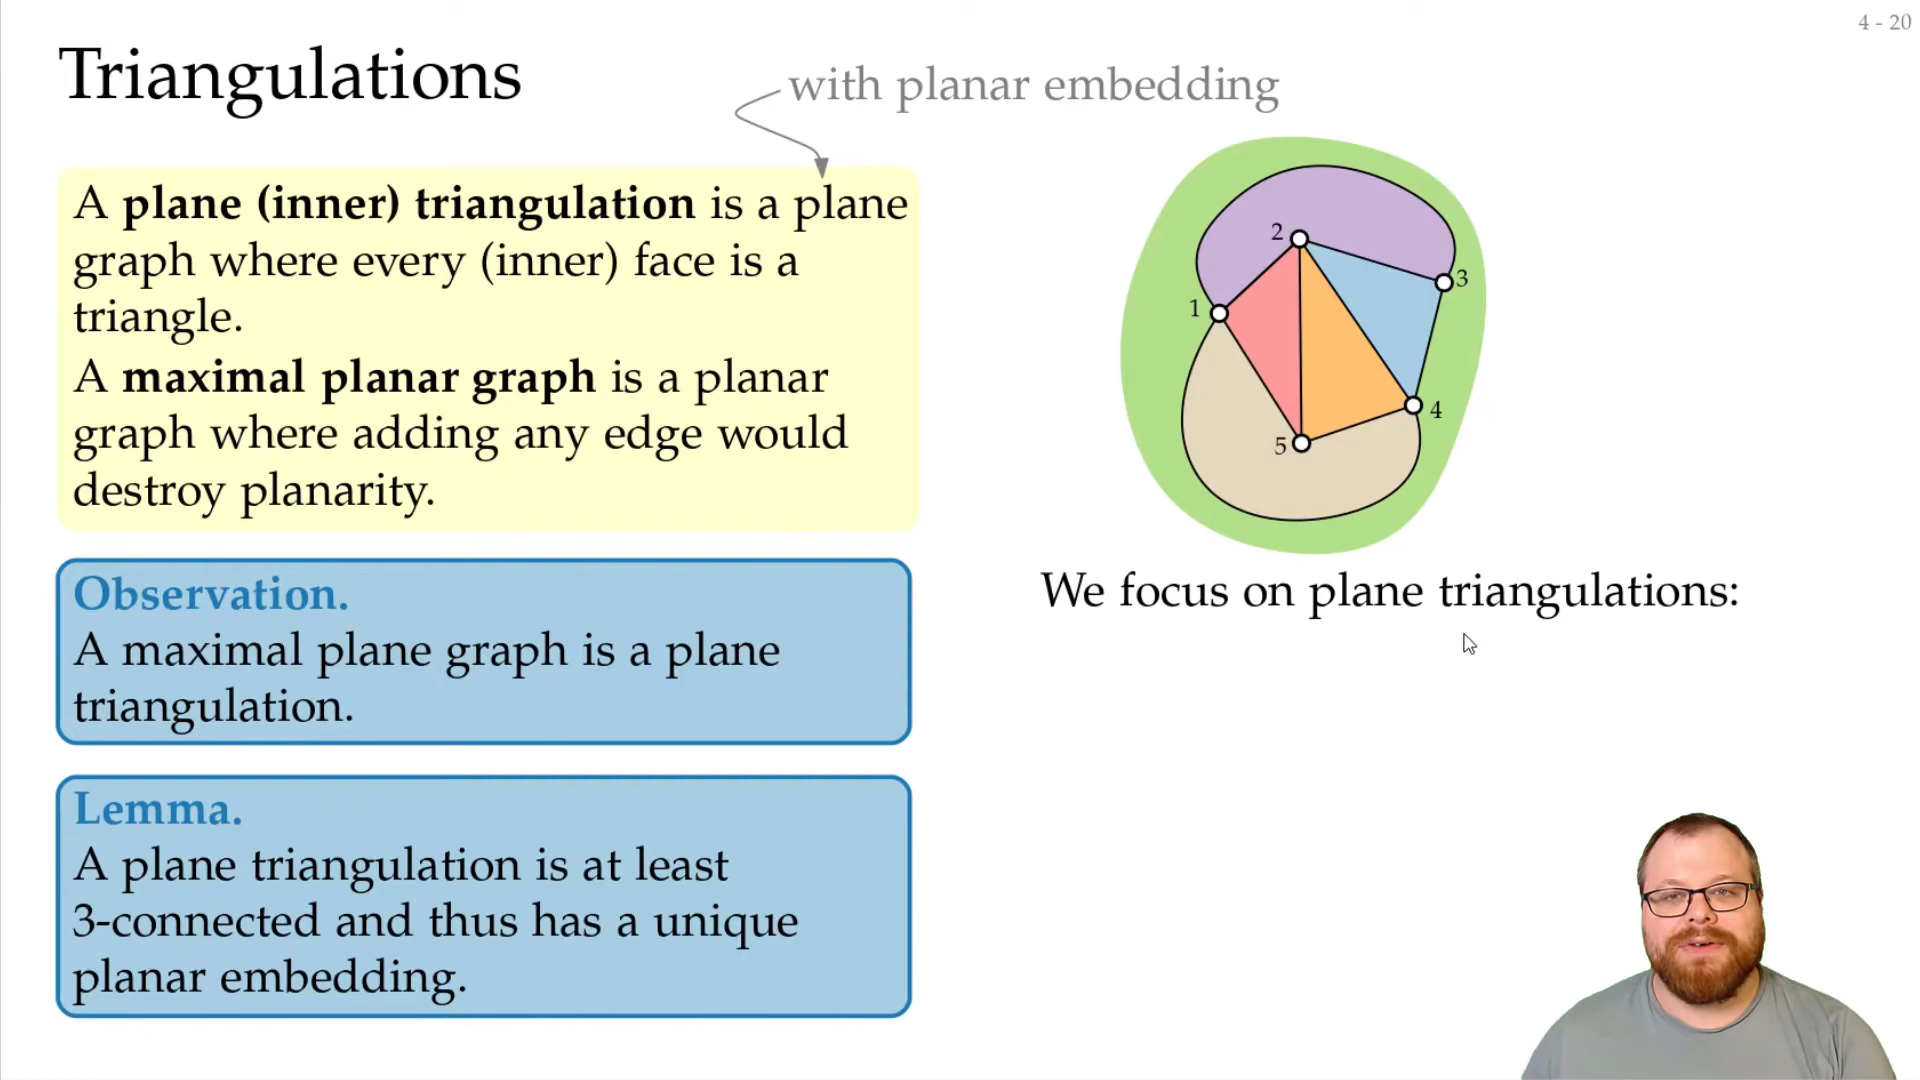 4 - 20
Triangulations
with planar embedding
A plane (inner) triangulation is a plane
graph where every (inner) face is a
triangle.
A maximal planar graph is a planar
graph where adding any edge would
destroy planarity.
2
3
1
4
5
We focus on plane triangulations:
Observation.
A maximal plane graph is a plane
triangulation.
Lemma.
A plane triangulation is at least
3-connected and thus has a unique
planar embedding.